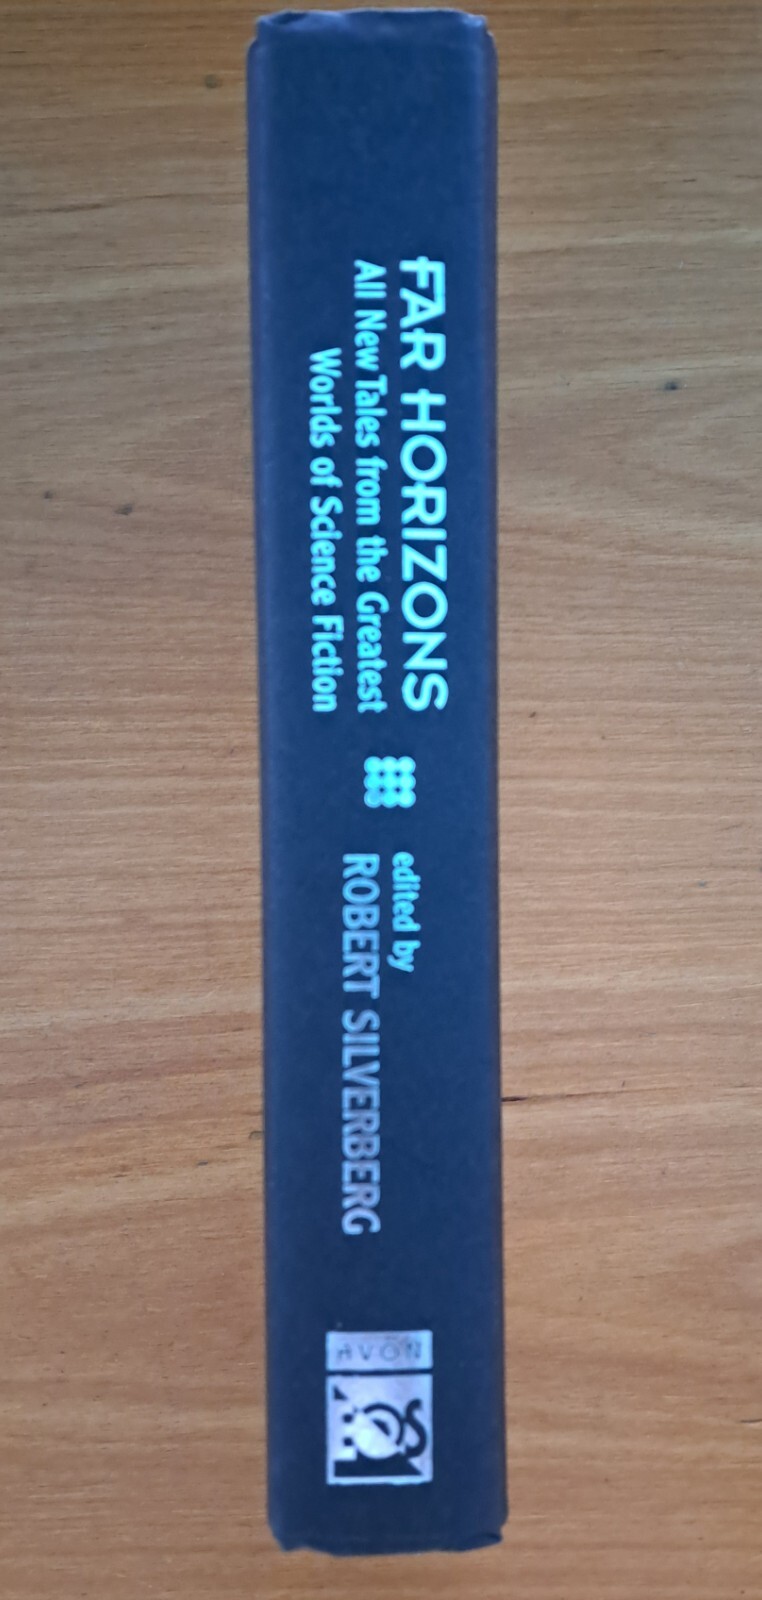 FAR HORIZONS
All New Tales from the Greatest
Worlds of Science Fiction
edited by
ROBERT SILVERBERG
AVON